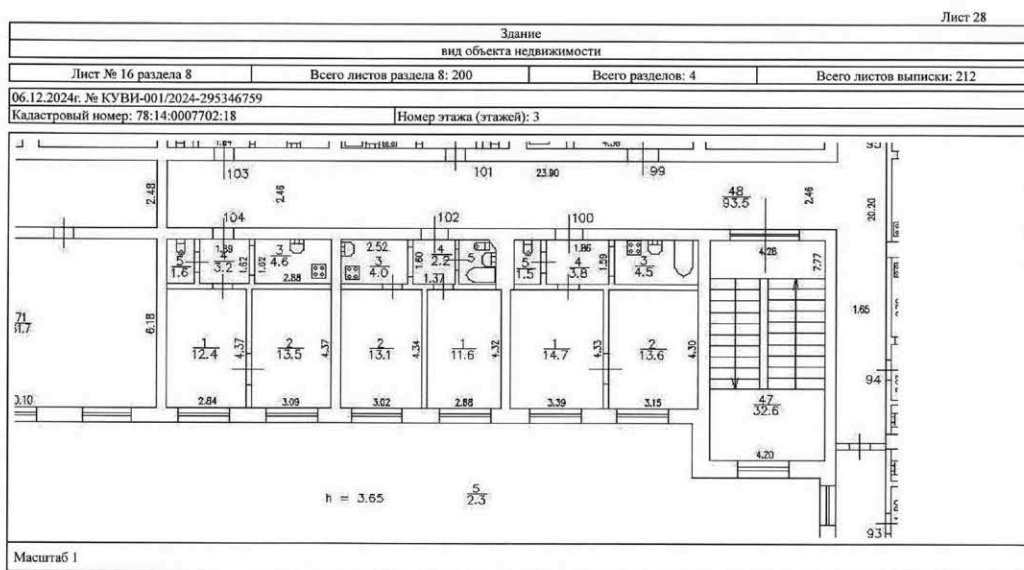 Лист 28
Здание
вид объекта недвижимости
Лист № 16 раздела 8 Всего листов раздела 8: 200 Всего разделов: 4 Всего листов выписки: 212
06.12.2024г. № КУВИ-001/2024-295346759
Кадастровый номер: 78:14:0007702:18 Номер этажа (этажей): 3
103 101 23.90 99
2.48 2.46 48 93.5 2.46 20.20
104 102 100
1.6 1.89 4 3.2 1.62 1.62 3 4.6 2.88
2.52 3 4.0 1.60 4 2.2 1.37 5
5 1.5 1.86 4 3.8 1.59 3 4.5
4.28 7.77 1.65
71 6.18
1 12.4 4.37 2 13.5 4.37 2 13.1 4.34 1 11.6 4.32 1 14.7 4.33 2 13.6 4.30
94
2.84 3.09 3.02 2.88 3.39 3.15
47 32.6
4.20
h = 3.65 5 2.3
93
Масштаб 1